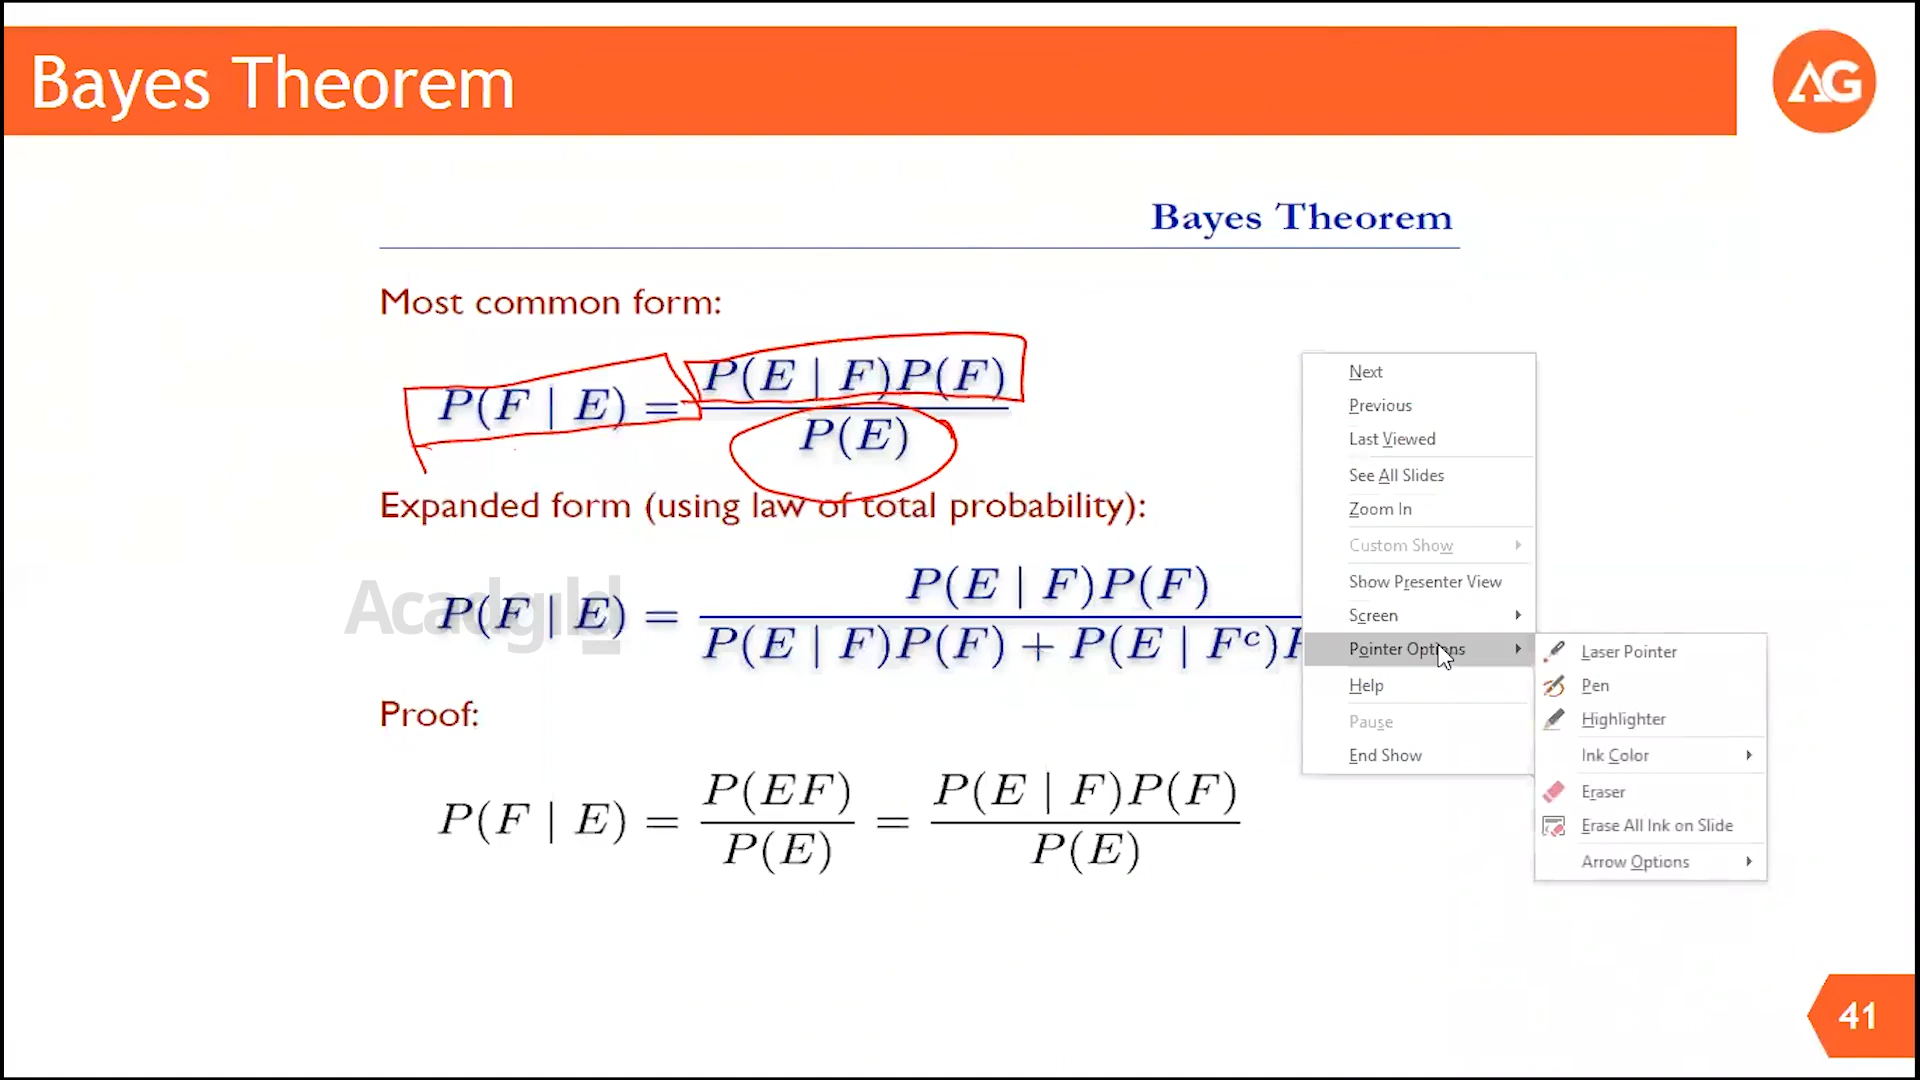 Bayes Theorem
AG
Bayes Theorem
Most common form:
P(F | E) = P(E | F)P(F) / P(E)
Expanded form (using law of total probability):
P(F | E) = P(E | F)P(F) / P(E | F)P(F) + P(E | Fᶜ)
Acadgild
Proof:
P(F | E) = P(EF) / P(E) = P(E | F)P(F) / P(E)
Next
Previous
Last Viewed
See All Slides
Zoom In
Custom Show
Show Presenter View
Screen
Pointer Options
Help
Pause
End Show
Laser Pointer
Pen
Highlighter
Ink Color
Eraser
Erase All Ink on Slide
Arrow Options
41